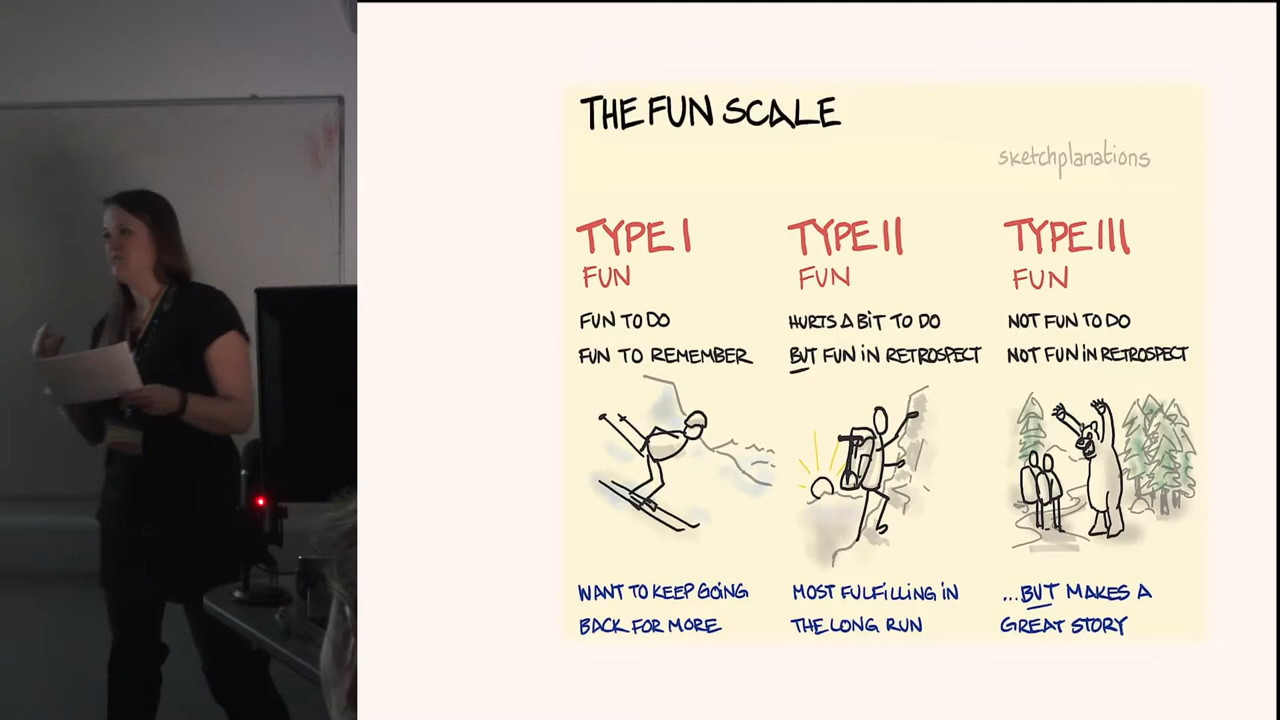 THE FUN SCALE
sketchplanations
TYPE I
FUN
FUN TO DO
FUN TO REMEMBER
WANT TO KEEP GOING
BACK FOR MORE
TYPE II
FUN
HURTS A BIT TO DO
BUT FUN IN RETROSPECT
MOST FULFILLING IN
THE LONG RUN
TYPE III
FUN
NOT FUN TO DO
NOT FUN IN RETROSPECT
...BUT MAKES A
GREAT STORY